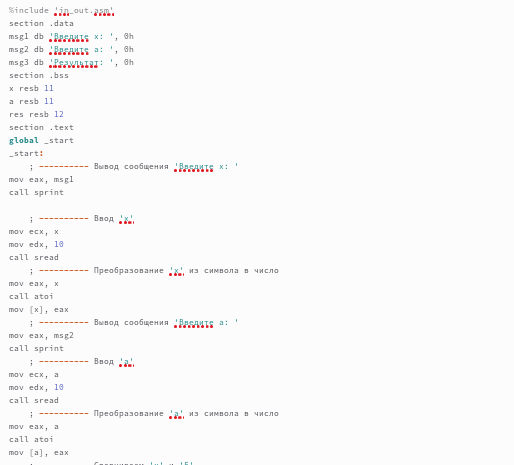 %include 'in_out.asm'
section .data
msg1 db 'Введите x: ', 0h
msg2 db 'Введите a: ', 0h
msg3 db 'Результат: ', 0h
section .bss
x resb 11
a resb 11
res resb 12
section .text
global _start
_start:
; ---------- Вывод сообщения 'Введите x: '
mov eax, msg1
call sprint
; ---------- Ввод 'x'
mov ecx, x
mov edx, 10
call sread
; ---------- Преобразование 'x' из символа в число
mov eax, x
call atoi
mov [x], eax
; ---------- Вывод сообщения 'Введите a: '
mov eax, msg2
call sprint
; ---------- Ввод 'a'
mov ecx, a
mov edx, 10
call sread
; ---------- Преобразование 'a' из символа в число
mov eax, a
call atoi
mov [a], eax